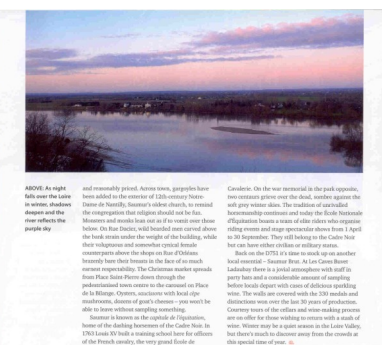 ABOVE: As night
falls over the Loire
in winter, shadows
deepen and the
river reflects the
purple sky
and reasonably priced. Across town, gargoyles have
been added to the exterior of 12th-century Notre-
Dame de Nantilly, Saumur's oldest church, to remind
the congregation that religion should not be fun.
Monsters and monks lean out as if to vomit over those
below. On Rue Dacier, wild bearded men carved above
the bank strain under the weight of the building, while
their voluptuous and somewhat cynical female
counterparts above the shops on Rue d'Orléans
brazenly bare their breasts in the face of so much
earnest respectability. The Christmas market spreads
from Place Saint-Pierre down through the
pedestrianised town centre to the carousel on Place
de la Bilange. Oysters, saucissons with local cèpe
mushrooms, dozens of goat's cheeses – you won't be
able to leave without sampling something.
Saumur is known as the capitale de l'équitation,
home of the dashing horsemen of the Cadre Noir. In
1763 Louis XV built a training school here for officers
of the French cavalry, the very grand École de
Cavalerie. On the war memorial in the park opposite,
two centurions grieve over the dead, sombre against the
soft grey winter skies. The tradition of unrivalled
horsemanship continues and today the École Nationale
d'Équitation boasts a team of elite riders who organise
riding events and stage spectacular shows from 1 April
to 30 September. They still belong to the Cadre Noir
but can have either civilian or military status.
Back on the D751 it's time to stock up on another
local essential – Saumur Brut. At Les Caves Bouvet
Ladubay there is a jovial atmosphere with staff in
party hats and a considerable amount of sampling
before locals depart with cases of delicious sparkling
wine. The walls are covered with the 330 medals and
distinctions won over the last 30 years of production.
Courtesy tours of the cellars and wine-making process
are on offer for those wishing to return with a stash of
wine. Winter may be a quiet season in the Loire Valley,
but there's much to discover away from the crowds at
this special time of year.